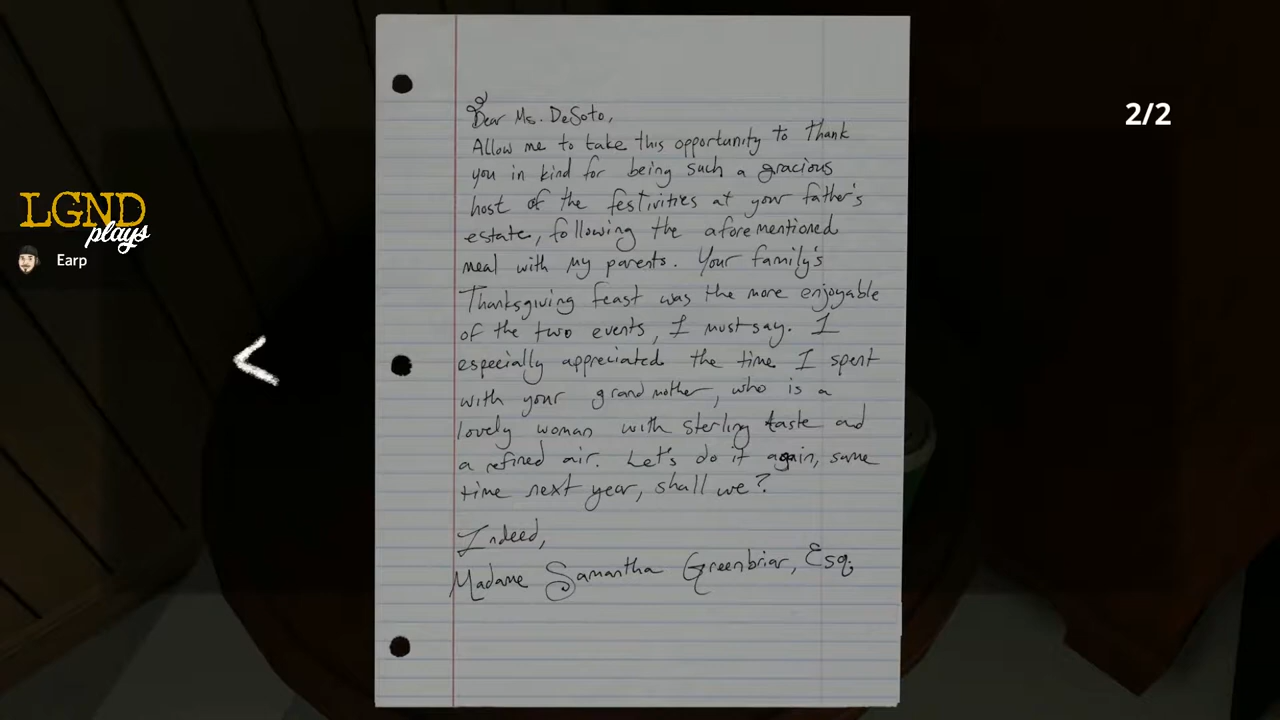 2/2
LGND
plays
Earp
Dear Ms. DeSoto,
Allow me to take this opportunity to thank
you in kind for being such a gracious
host of the festivities at your father's
estate, following the aforementioned
meal with my parents. Your family's
Thanksgiving feast was the more enjoyable
of the two events, I must say. I
especially appreciated the time I spent
with your grandmother, who is a
lovely woman with sterling taste and
a refined air. Let's do it again, same
time next year, shall we?
Indeed,
Madame Samantha Greenbriar, Esq.